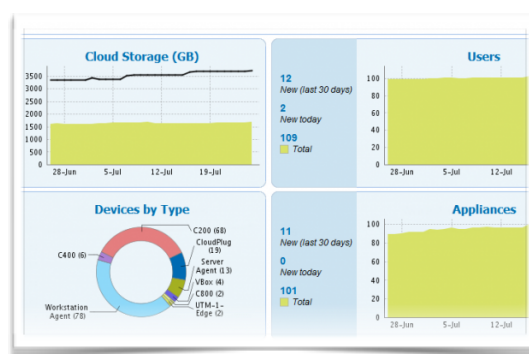 Cloud Storage (GB)
3500
3000
2500
2000
1500
1000
500
0
28-Jun 5-Jul 12-Jul 19-Jul
12
New (last 30 days)
2
New today
109
Total
Users
100
80
60
40
20
0
28-Jun 5-Jul 12-Jul
Devices by Type
C200 (68)
CloudPlug
(19)
Server
Agent (13)
VBox (4)
C800 (2)
UTM-1-
Edge (2)
C400 (6)
Workstation
Agent (78)
11
New (last 30 days)
0
New today
101
Total
Appliances
100
80
60
40
20
0
28-Jun 5-Jul 12-Jul